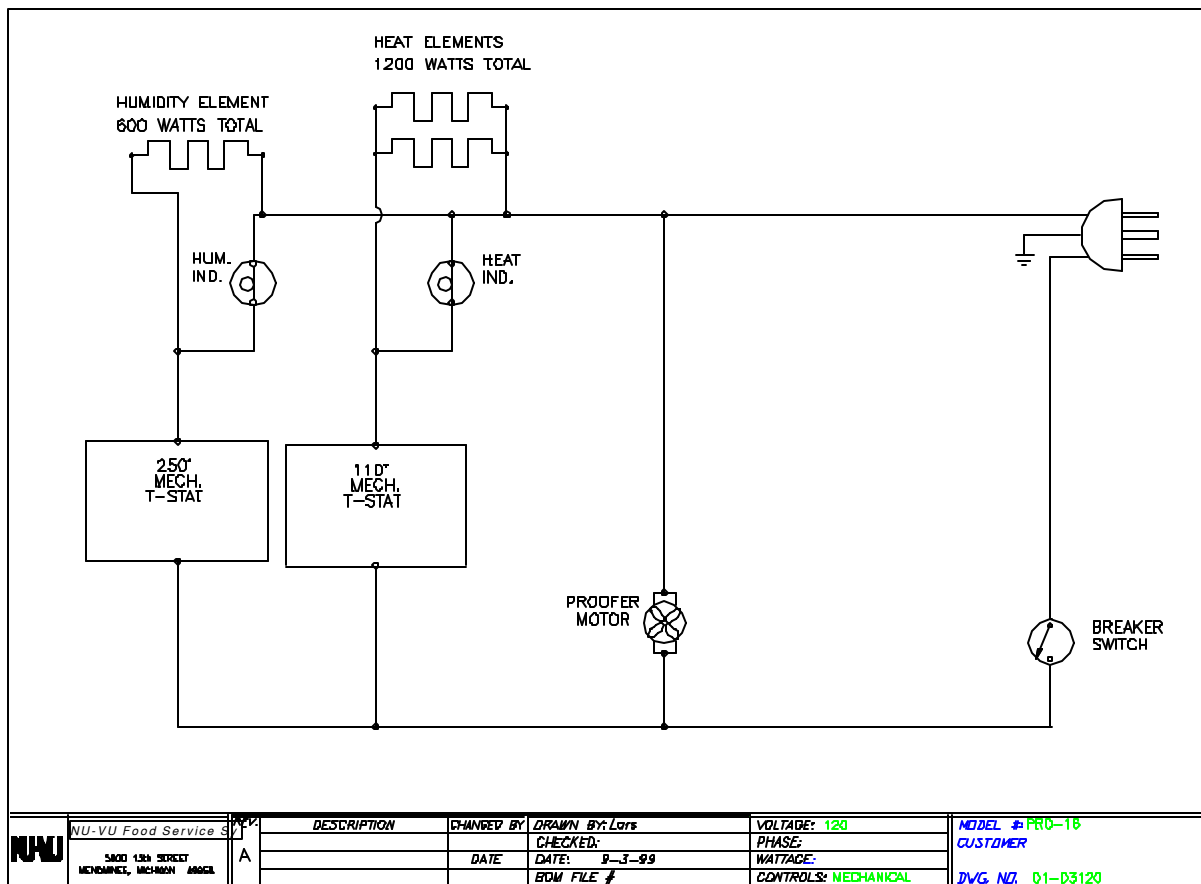 HEAT ELEMENTS
1200 WATTS TOTAL
HUMIDITY ELEMENT
600 WATTS TOTAL
HUM.
IND.
HEAT
IND.
250°
MECH.
T-STAT
110°
MECH.
T-STAT
PROOFER
MOTOR
BREAKER
SWITCH
NU-VU
NU-VU Food Service Sy
5600 13th STREET
MENOMINEE, MICHIGAN 49858
REV.
A
DESCRIPTION
CHANGED BY
DATE
DRAWN BY: Lars
CHECKED:
DATE: 9-3-99
BOM FILE #
VOLTAGE: 120
PHASE:
WATTAGE:
CONTROLS: MECHANICAL
MODEL #: PRO-18
CUSTOMER
DWG. NO. 01-D3120